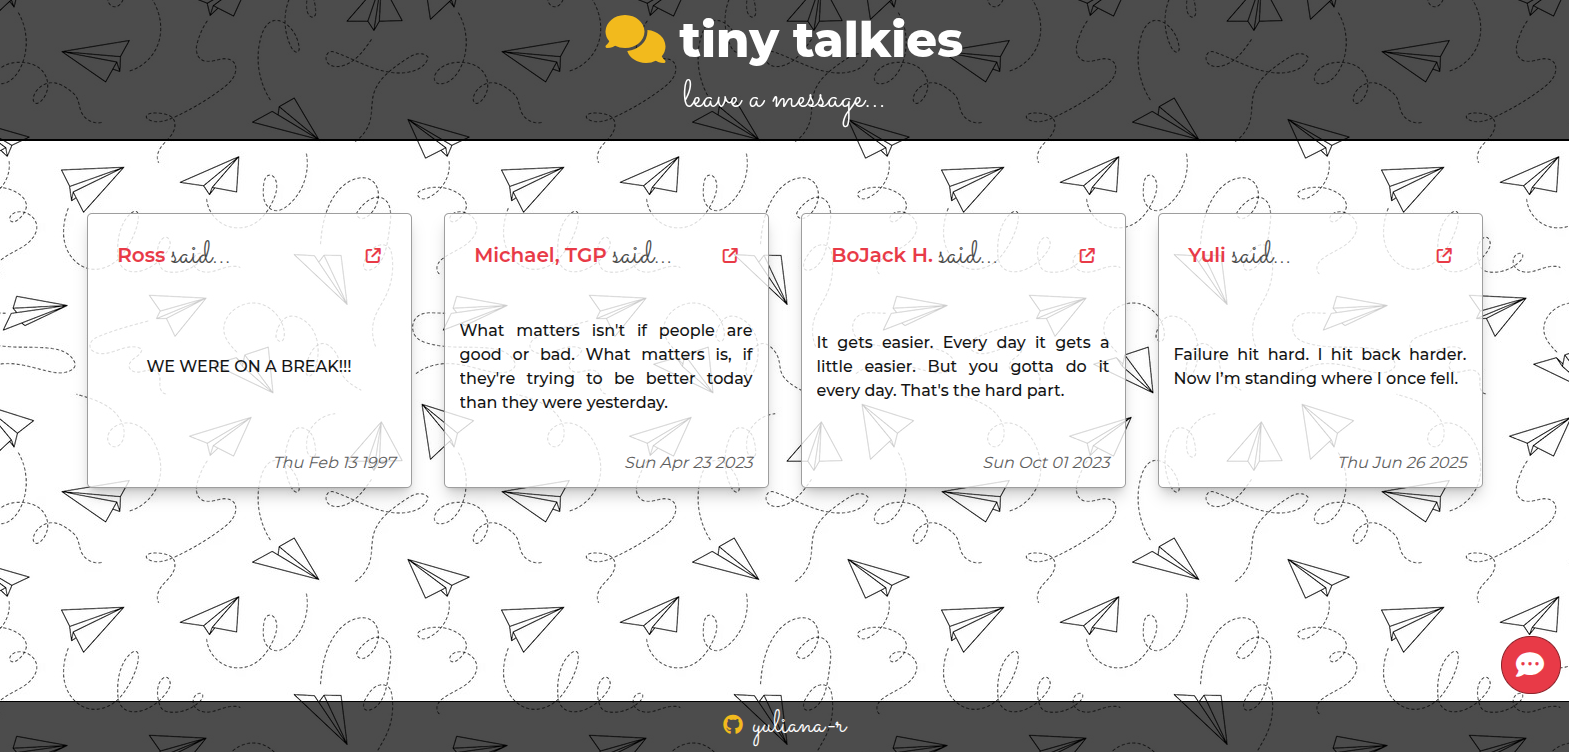 tiny talkies
leave a message...
Ross said...
WE WERE ON A BREAK!!!
Thu Feb 13 1997
Michael, TGP said...
What matters isn't if people are
good or bad. What matters is, if
they're trying to be better today
than they were yesterday.
Sun Apr 23 2023
BoJack H. said...
It gets easier. Every day it gets a
little easier. But you gotta do it
every day. That's the hard part.
Sun Oct 01 2023
Yuli said...
Failure hit hard. I hit back harder.
Now I'm standing where I once fell.
Thu Jun 26 2025
yuliana-r